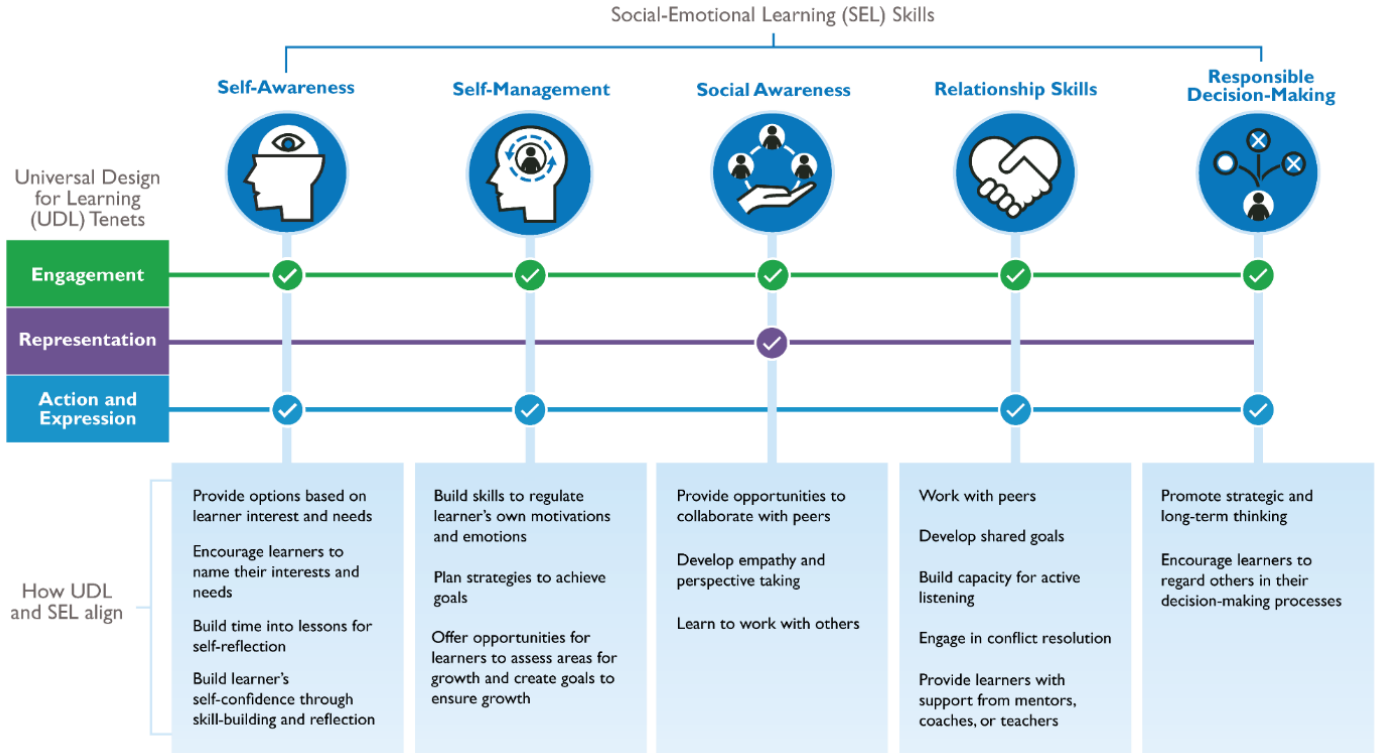 Social-Emotional Learning (SEL) Skills
Self-Awareness
Self-Management
Social Awareness
Relationship Skills
Responsible
Decision-Making
Universal Design
for Learning
(UDL) Tenets
Engagement
Representation
Action and
Expression
How UDL
and SEL align
Provide options based on
learner interest and needs
Encourage learners to
name their interests and
needs
Build time into lessons for
self-reflection
Build learner’s
self-confidence through
skill-building and reflection
Build skills to regulate
learner’s own motivations
and emotions
Plan strategies to achieve
goals
Offer opportunities for
learners to assess areas for
growth and create goals to
ensure growth
Provide opportunities to
collaborate with peers
Develop empathy and
perspective taking
Learn to work with others
Work with peers
Develop shared goals
Build capacity for active
listening
Engage in conflict resolution
Provide learners with
support from mentors,
coaches, or teachers
Promote strategic and
long-term thinking
Encourage learners to
regard others in their
decision-making processes